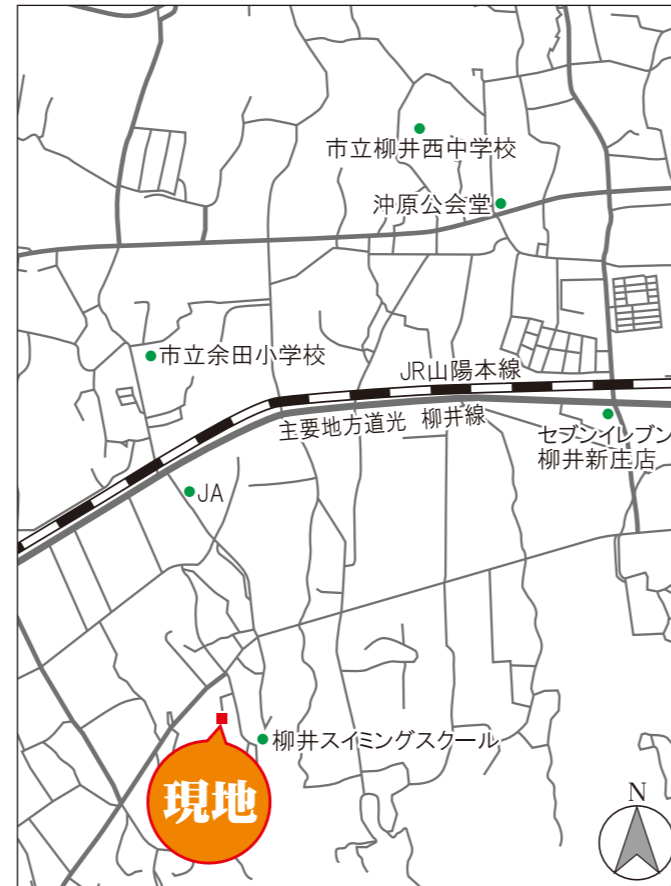 市立柳井西中学校
沖原公会堂
市立余田小学校
JR山陽本線
主要地方道光 柳井線
セブンイレブン
柳井新庄店
JA
柳井スイミングスクール
現地
N